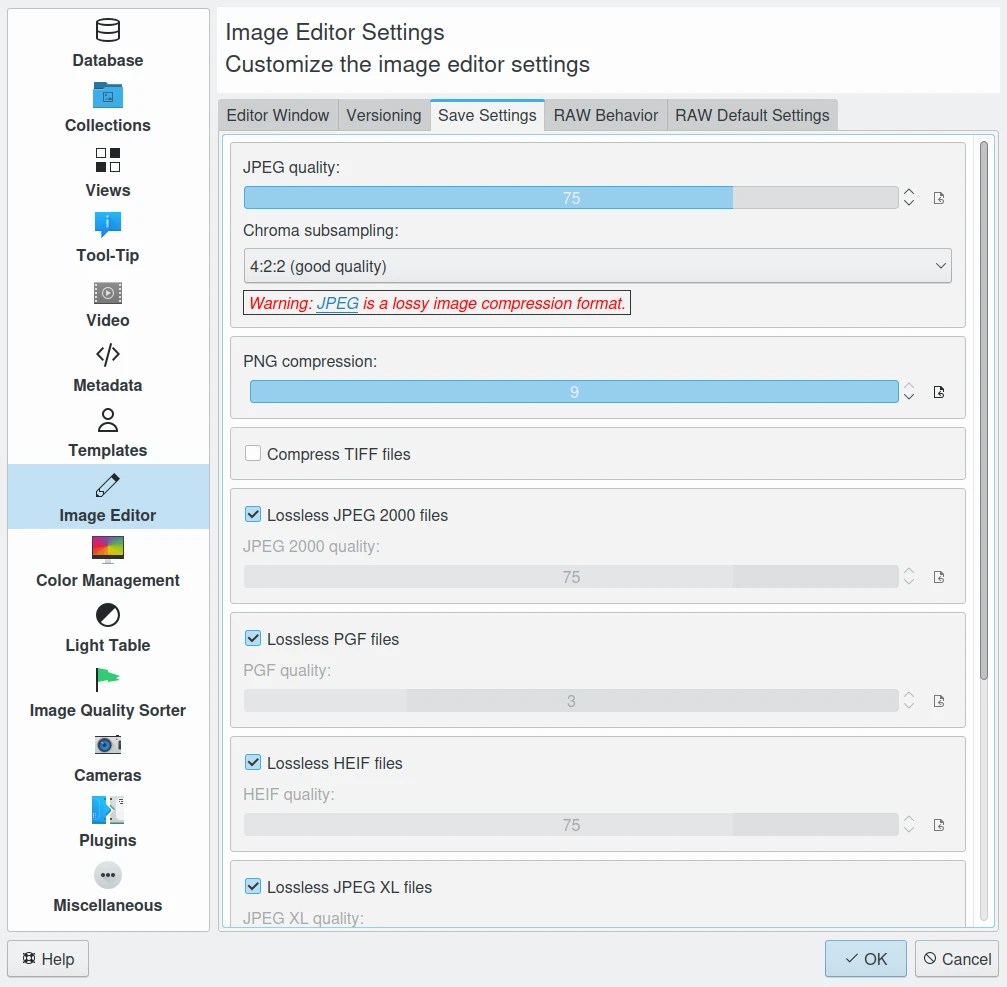 Database
Collections
Views
Tool-Tip
Video
Metadata
Templates
Image Editor
Color Management
Light Table
Image Quality Sorter
Cameras
Plugins
Miscellaneous
Image Editor Settings
Customize the image editor settings
Editor Window Versioning Save Settings RAW Behavior RAW Default Settings
JPEG quality:
75
Chroma subsampling:
4:2:2 (good quality)
Warning: JPEG is a lossy image compression format.
PNG compression:
9
Compress TIFF files
Lossless JPEG 2000 files
JPEG 2000 quality:
75
Lossless PGF files
PGF quality:
3
Lossless HEIF files
HEIF quality:
75
Lossless JPEG XL files
JPEG XL quality:
Help OK Cancel